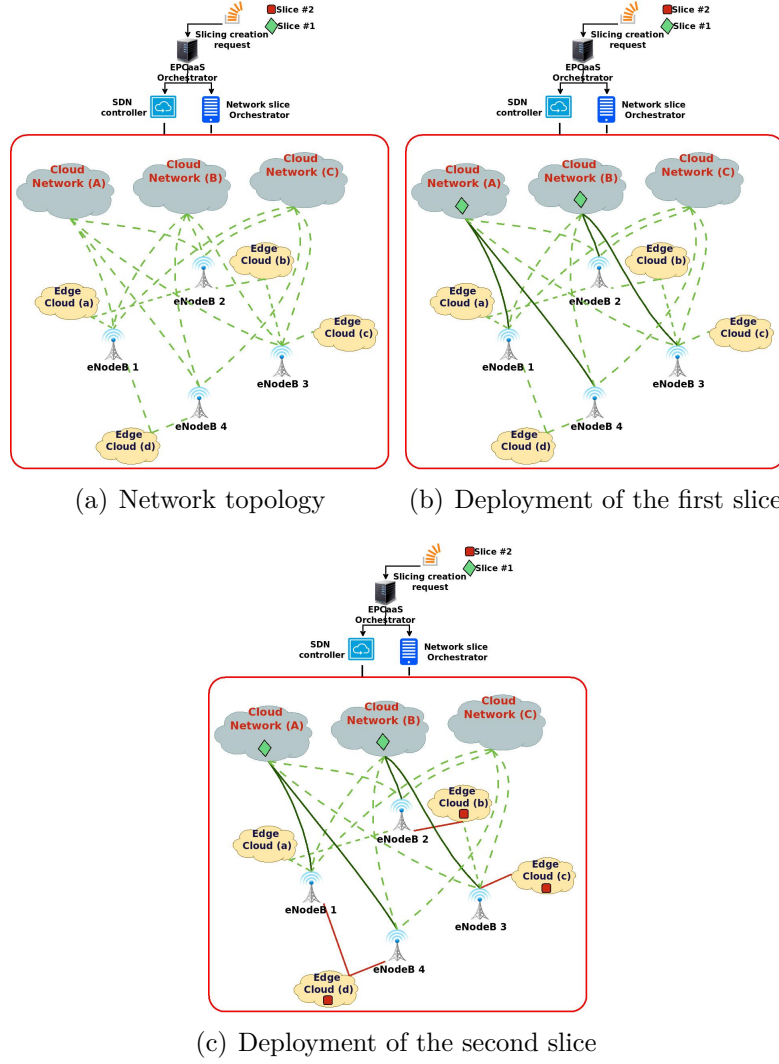 Slice #2
Slice #1
Slicing creation
request
EPCaaS
Orchestrator
SDN
controller
Network slice
Orchestrator
Cloud
Network (A)
Cloud
Network (B)
Cloud
Network (C)
Edge
Cloud (b)
eNodeB 2
Edge
Cloud (a)
Edge
Cloud (c)
eNodeB 1
eNodeB 3
eNodeB 4
Edge
Cloud (d)
(a) Network topology
Slice #2
Slice #1
Slicing creation
request
EPCaaS
Orchestrator
SDN
controller
Network slice
Orchestrator
Cloud
Network (A)
Cloud
Network (B)
Cloud
Network (C)
Edge
Cloud (b)
eNodeB 2
Edge
Cloud (a)
Edge
Cloud (c)
eNodeB 1
eNodeB 3
eNodeB 4
Edge
Cloud (d)
(b) Deployment of the first slice
Slice #2
Slice #1
Slicing creation
request
EPCaaS
Orchestrator
SDN
controller
Network slice
Orchestrator
Cloud
Network (A)
Cloud
Network (B)
Cloud
Network (C)
Edge
Cloud (b)
eNodeB 2
Edge
Cloud (a)
Edge
Cloud (c)
eNodeB 1
eNodeB 3
eNodeB 4
Edge
Cloud (d)
(c) Deployment of the second slice